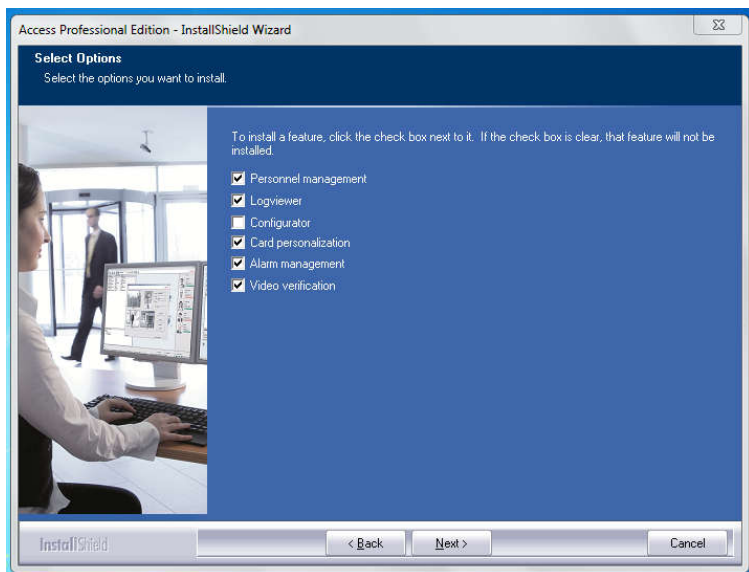 Access Professional Edition - InstallShield Wizard
Select Options
Select the options you want to install.
To install a feature, click the check box next to it. If the check box is clear, that feature will not be
installed.
Personnel management
Logviewer
Configurator
Card personalization
Alarm management
Video verification
InstallShield
< Back
Next >
Cancel